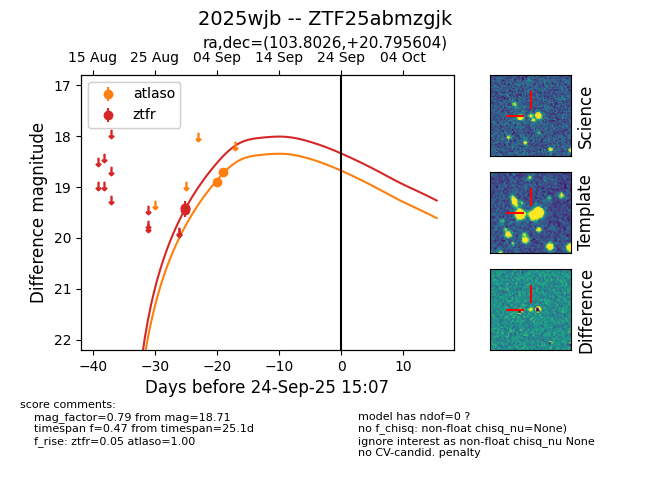 2025wjb -- ZTF25abmzgjk
ra,dec=(103.8026,+20.795604)
15 Aug 25 Aug 04 Sep 14 Sep 24 Sep 04 Oct
atlaso
ztfr
17
18
19
20
21
22
Difference magnitude
−40 −30 −20 −10 0 10
Days before 24-Sep-25 15:07
Science
Template
Difference
score comments:
mag_factor=0.79 from mag=18.71
timespan f=0.47 from timespan=25.1d
f_rise: ztfr=0.05 atlaso=1.00
model has ndof=0 ?
no f_chisq: non-float chisq_nu=None)
ignore interest as non-float chisq_nu None
no CV-candid. penalty